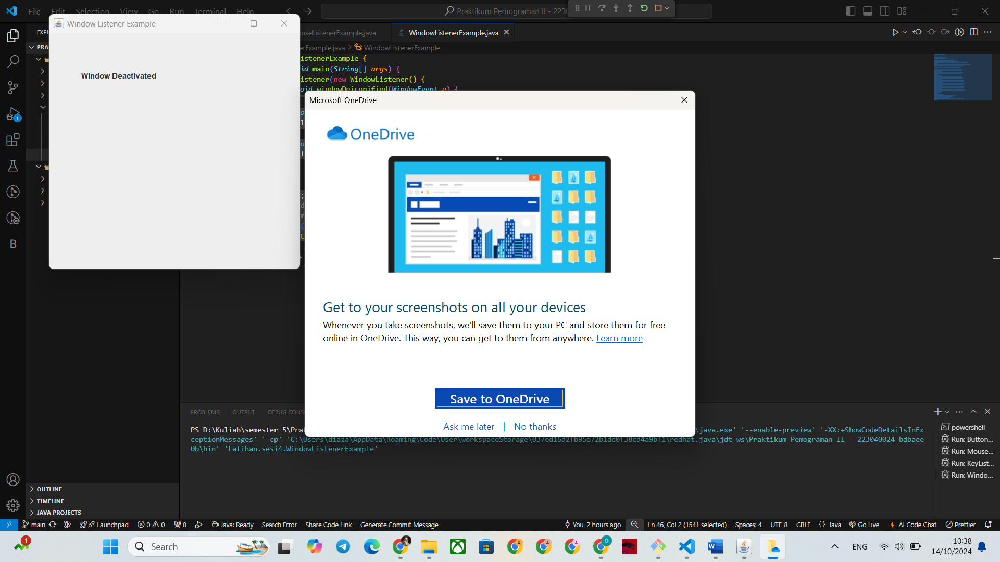 File Edit Selection View Go Run Terminal Help
Praktikum Pemograman II - 2230
Window Listener Example
Window Deactivated
useListenerExample.java
WindowListenerExample.java
EXPL
PRA
erExample.java > WindowListenerExample
istenerExample {
id main(String[] args) {
istener(new WindowListener() {
oid windowDeiconified(WindowEvent e) {
Microsoft OneDrive
OneDrive
Get to your screenshots on all your devices
Whenever you take screenshots, we'll save them to your PC and store them for free
online in OneDrive. This way, you can get to them from anywhere. Learn more
Save to OneDrive
Ask me later | No thanks
PROBLEMS OUTPUT DEBUG CONS
PS D:\Kuliah\semester 5\Pra \java.exe' '--enable-preview' '-XX:+ShowCodeDetailsInEx
ceptionMessages' '-cp' 'C:\Users\diaza\AppData\Roaming\Code\User\workspaceStorage\037ed16d2fb95e72b1dc0f38cd4a9bf1\redhat.java\jdt_ws\Praktikum Pemograman II - 223040024_bdbaee
0b\bin' 'Latihan.sesi4.WindowListenerExample'
powershell
Run: Button...
Run: Mouse...
Run: KeyList...
Run: Windo...
B
1
OUTLINE
TIMELINE
JAVA PROJECTS
main Launchpad 0 0 0 Java: Ready Search Error Share Code Link Generate Commit Message You, 2 hours ago Ln 46, Col 2 (1541 selected) Spaces: 4 UTF-8 CRLF {} Java Go Live AI Code Chat Prettier
1
Search
D
ENG
10:38
14/10/2024